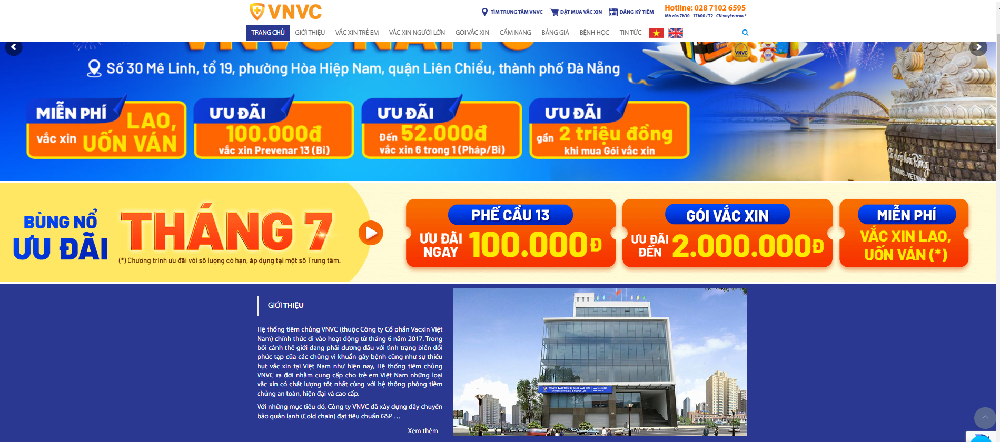 VNVC
TÌM TRUNG TÂM VNVC
ĐẶT MUA VẮC XIN
ĐĂNG KÝ TIÊM
Hotline: 028 7102 6595
Mở cửa 7h30 - 17h00 / T2 - CN xuyên trưa *
TRANG CHỦ
GIỚI THIỆU
VẮC XIN TRẺ EM
VẮC XIN NGƯỜI LỚN
GÓI VẮC XIN
CẨM NANG
BẢNG GIÁ
BỆNH HỌC
TIN TỨC
VNVC
VNVC
Số 30 Mê Linh, tổ 19, phường Hòa Hiệp Nam, quận Liên Chiểu, thành phố Đà Nẵng
MIỄN PHÍ
vắc xin LAO,
UỐN VÁN
ƯU ĐÃI
100.000đ
vắc xin Prevenar 13 (Bỉ)
ƯU ĐÃI
Đến 52.000đ
vắc xin 6 trong 1 (Pháp/Bỉ)
ƯU ĐÃI
gần 2 triệu đồng
khi mua Gói vắc xin
DANANG - VIETNAM
BÙNG NỔ
ƯU ĐÃI
THÁNG 7
(*) Chương trình ưu đãi với số lượng có hạn, áp dụng tại một số Trung tâm.
PHẾ CẦU 13
ƯU ĐÃI
NGAY
100.000Đ
GÓI VẮC XIN
ƯU ĐÃI
ĐẾN
2.000.000Đ
MIỄN PHÍ
VẮC XIN LAO,
UỐN VÁN (*)
GIỚI THIỆU
Hệ thống tiêm chủng VNVC (thuộc Công ty Cổ phần Vacxin Việt
Nam) chính thức đi vào hoạt động từ tháng 6 năm 2017. Trong
bối cảnh thế giới đang phải đương đầu với tình trạng biến đổi
phức tạp của các chủng vi khuẩn gây bệnh cũng như sự thiếu
hụt vắc xin tại Việt Nam như hiện nay, Hệ thống tiêm chủng
VNVC ra đời nhằm cung cấp cho trẻ em Việt Nam những loại
vắc xin có chất lượng tốt nhất cùng với hệ thống phòng tiêm
chủng an toàn, hiện đại và cao cấp.
Với những mục tiêu đó, Công ty VNVC đã xây dựng dây chuyền
bảo quản lạnh (Cold chain) đạt tiêu chuẩn GSP …
Xem thêm
TRUNG TÂM TIÊM CHỦNG VẮC XIN
DÀNH CHO TRẺ EM & NGƯỜI LỚN